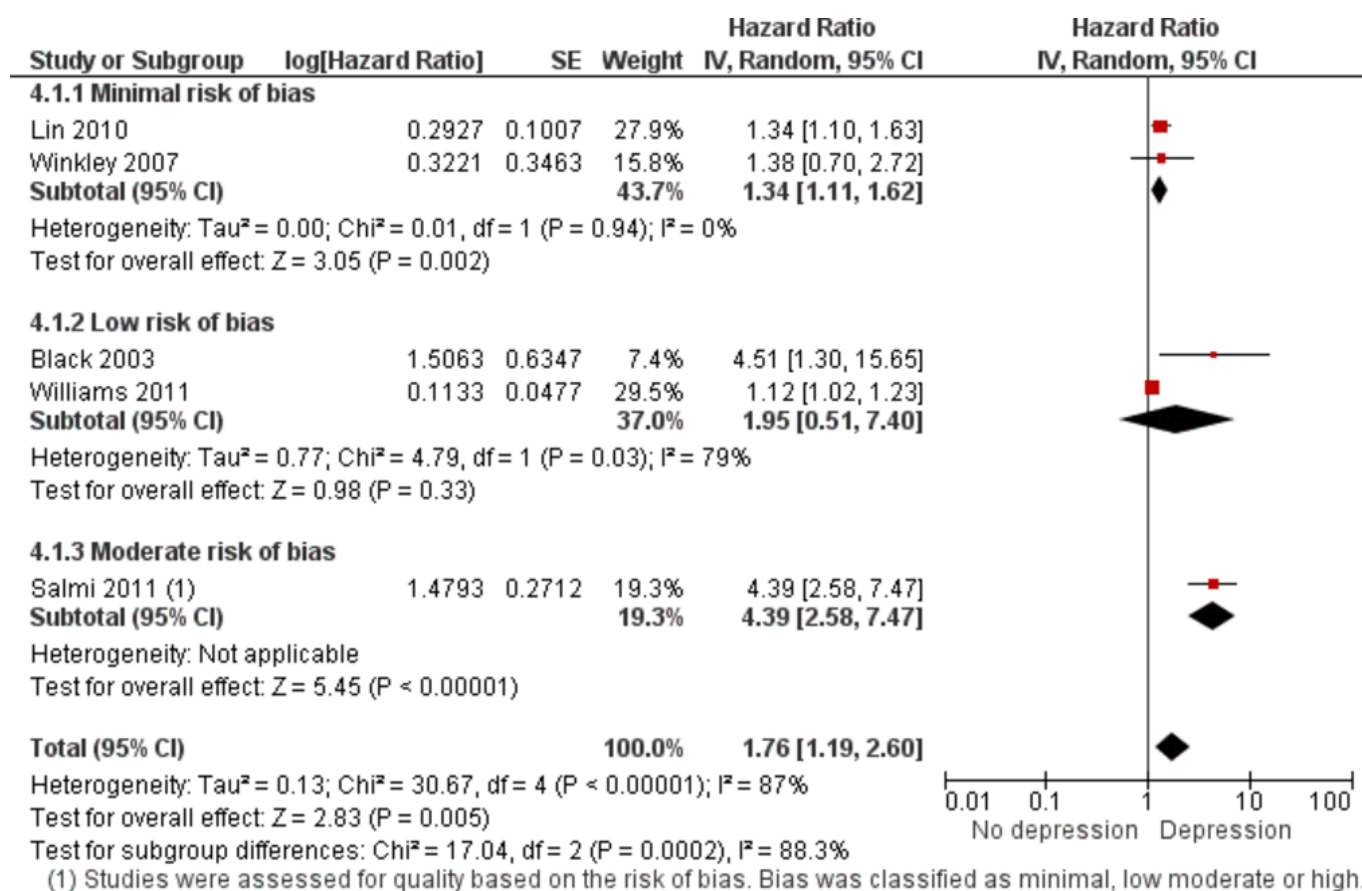 Hazard Ratio Hazard Ratio
Study or Subgroup log[Hazard Ratio] SE Weight IV, Random, 95% CI IV, Random, 95% CI
4.1.1 Minimal risk of bias
Lin 2010 0.2927 0.1007 27.9% 1.34 [1.10, 1.63]
Winkley 2007 0.3221 0.3463 15.8% 1.38 [0.70, 2.72]
Subtotal (95% CI) 43.7% 1.34 [1.11, 1.62]
Heterogeneity: Tau² = 0.00; Chi² = 0.01, df = 1 (P = 0.94); I² = 0%
Test for overall effect: Z = 3.05 (P = 0.002)
4.1.2 Low risk of bias
Black 2003 1.5063 0.6347 7.4% 4.51 [1.30, 15.65]
Williams 2011 0.1133 0.0477 29.5% 1.12 [1.02, 1.23]
Subtotal (95% CI) 37.0% 1.95 [0.51, 7.40]
Heterogeneity: Tau² = 0.77; Chi² = 4.79, df = 1 (P = 0.03); I² = 79%
Test for overall effect: Z = 0.98 (P = 0.33)
4.1.3 Moderate risk of bias
Salmi 2011 (1) 1.4793 0.2712 19.3% 4.39 [2.58, 7.47]
Subtotal (95% CI) 19.3% 4.39 [2.58, 7.47]
Heterogeneity: Not applicable
Test for overall effect: Z = 5.45 (P < 0.00001)
Total (95% CI) 100.0% 1.76 [1.19, 2.60]
Heterogeneity: Tau² = 0.13; Chi² = 30.67, df = 4 (P < 0.00001); I² = 87%
Test for overall effect: Z = 2.83 (P = 0.005)
Test for subgroup differences: Chi² = 17.04, df = 2 (P = 0.0002), I² = 88.3%
0.01 0.1 1 10 100
No depression Depression
(1) Studies were assessed for quality based on the risk of bias. Bias was classified as minimal, low moderate or high.